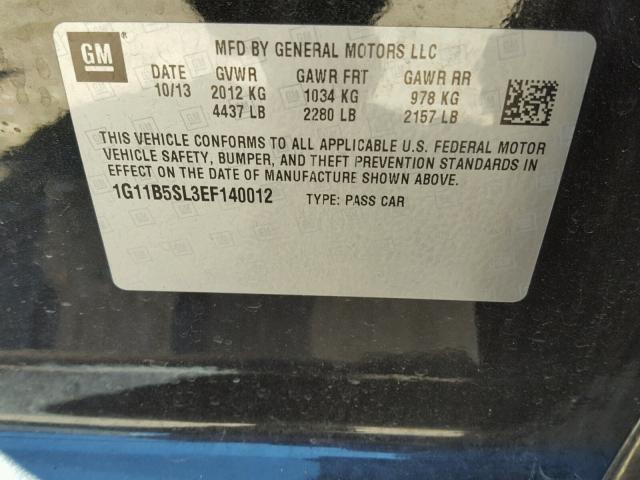 GM
MFD BY GENERAL MOTORS LLC
DATE GVWR GAWR FRT GAWR RR
10/13 2012 KG 1034 KG 978 KG
4437 LB 2280 LB 2157 LB
THIS VEHICLE CONFORMS TO ALL APPLICABLE U.S. FEDERAL MOTOR
VEHICLE SAFETY, BUMPER, AND THEFT PREVENTION STANDARDS IN
EFFECT ON THE DATE OF MANUFACTURE SHOWN ABOVE.
1G11B5SL3EF140012 TYPE: PASS CAR